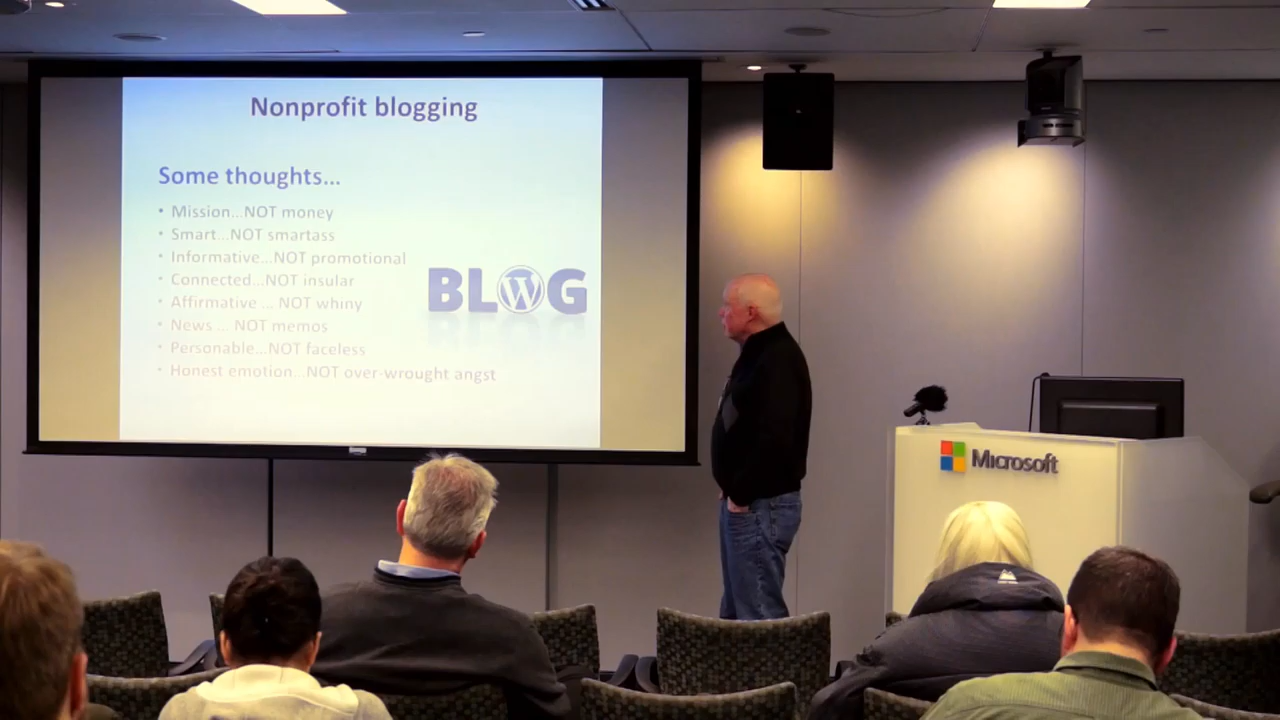 Nonprofit blogging
Some thoughts...
• Mission...NOT money
• Smart...NOT smartass
• Informative...NOT promotional
• Connected...NOT insular
• Affirmative ... NOT whiny
• News ... NOT memos
• Personable...NOT faceless
• Honest emotion...NOT over-wrought angst
BLOG
Microsoft